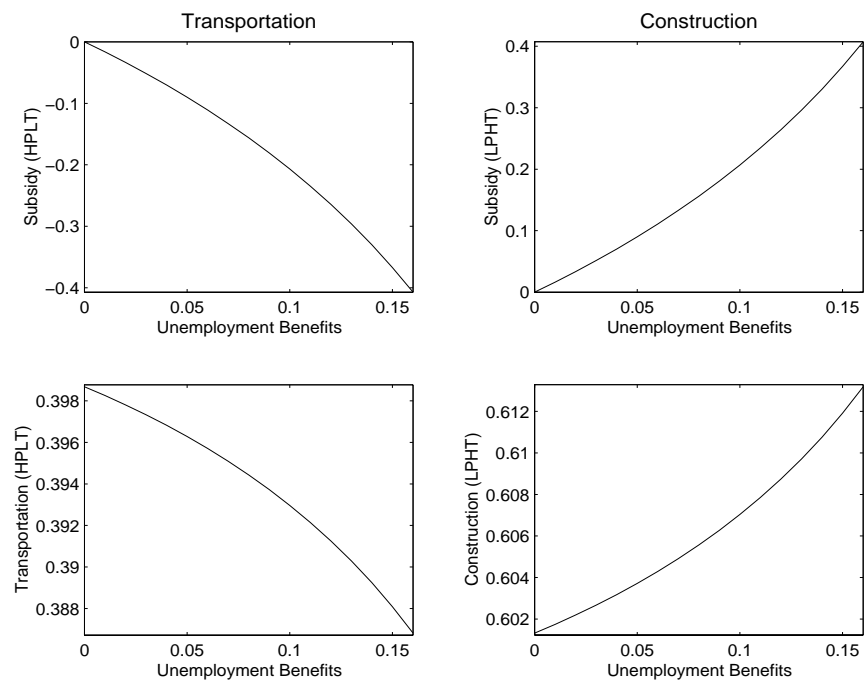 Transportation
Construction
0
−0.1
−0.2
−0.3
−0.4
Subsidy (HPLT)
0 0.05 0.1 0.15
Unemployment Benefits
0.4
0.3
0.2
0.1
0
Subsidy (LPHT)
0 0.05 0.1 0.15
Unemployment Benefits
0.398
0.396
0.394
0.392
0.39
0.388
Transportation (HPLT)
0 0.05 0.1 0.15
Unemployment Benefits
0.612
0.61
0.608
0.606
0.604
0.602
Construction (LPHT)
0 0.05 0.1 0.15
Unemployment Benefits